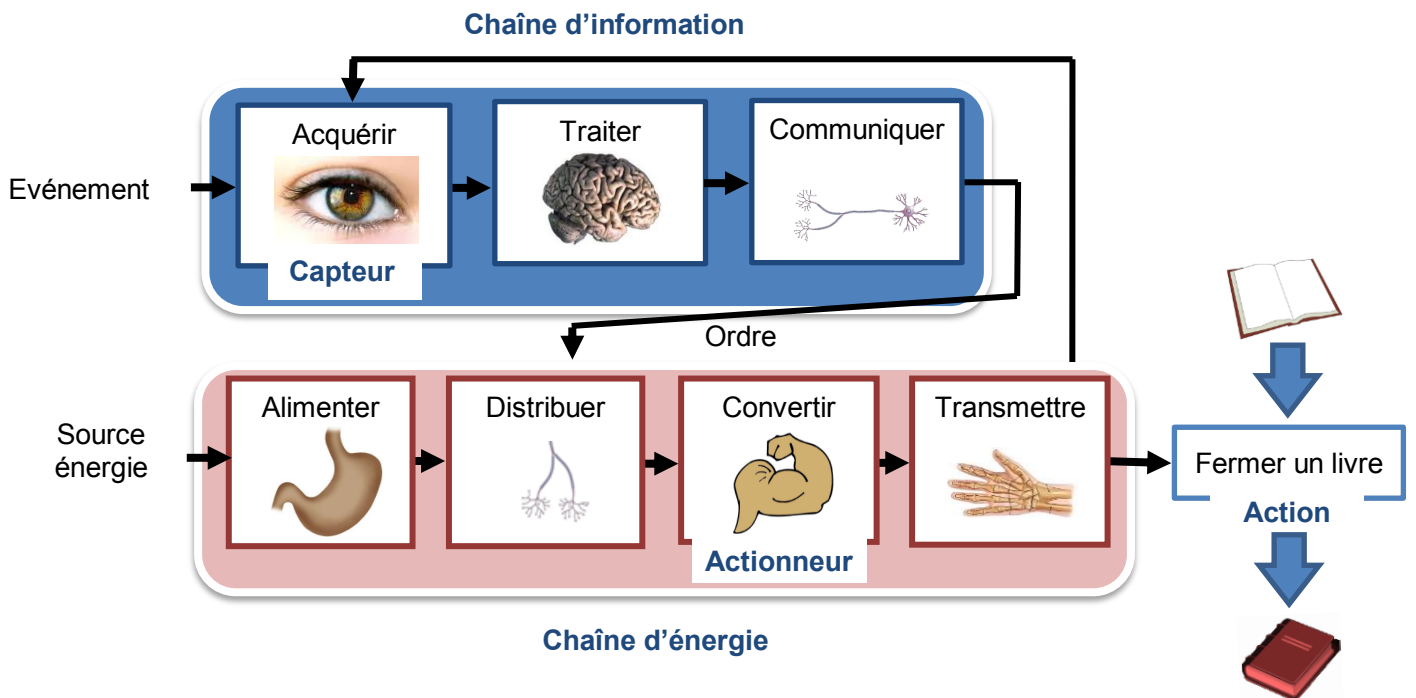 Chaîne d’information
Acquérir
Traiter
Communiquer
Evénement
Capteur
Ordre
Alimenter
Distribuer
Convertir
Transmettre
Source
énergie
Fermer un livre
Action
Actionneur
Chaîne d’énergie